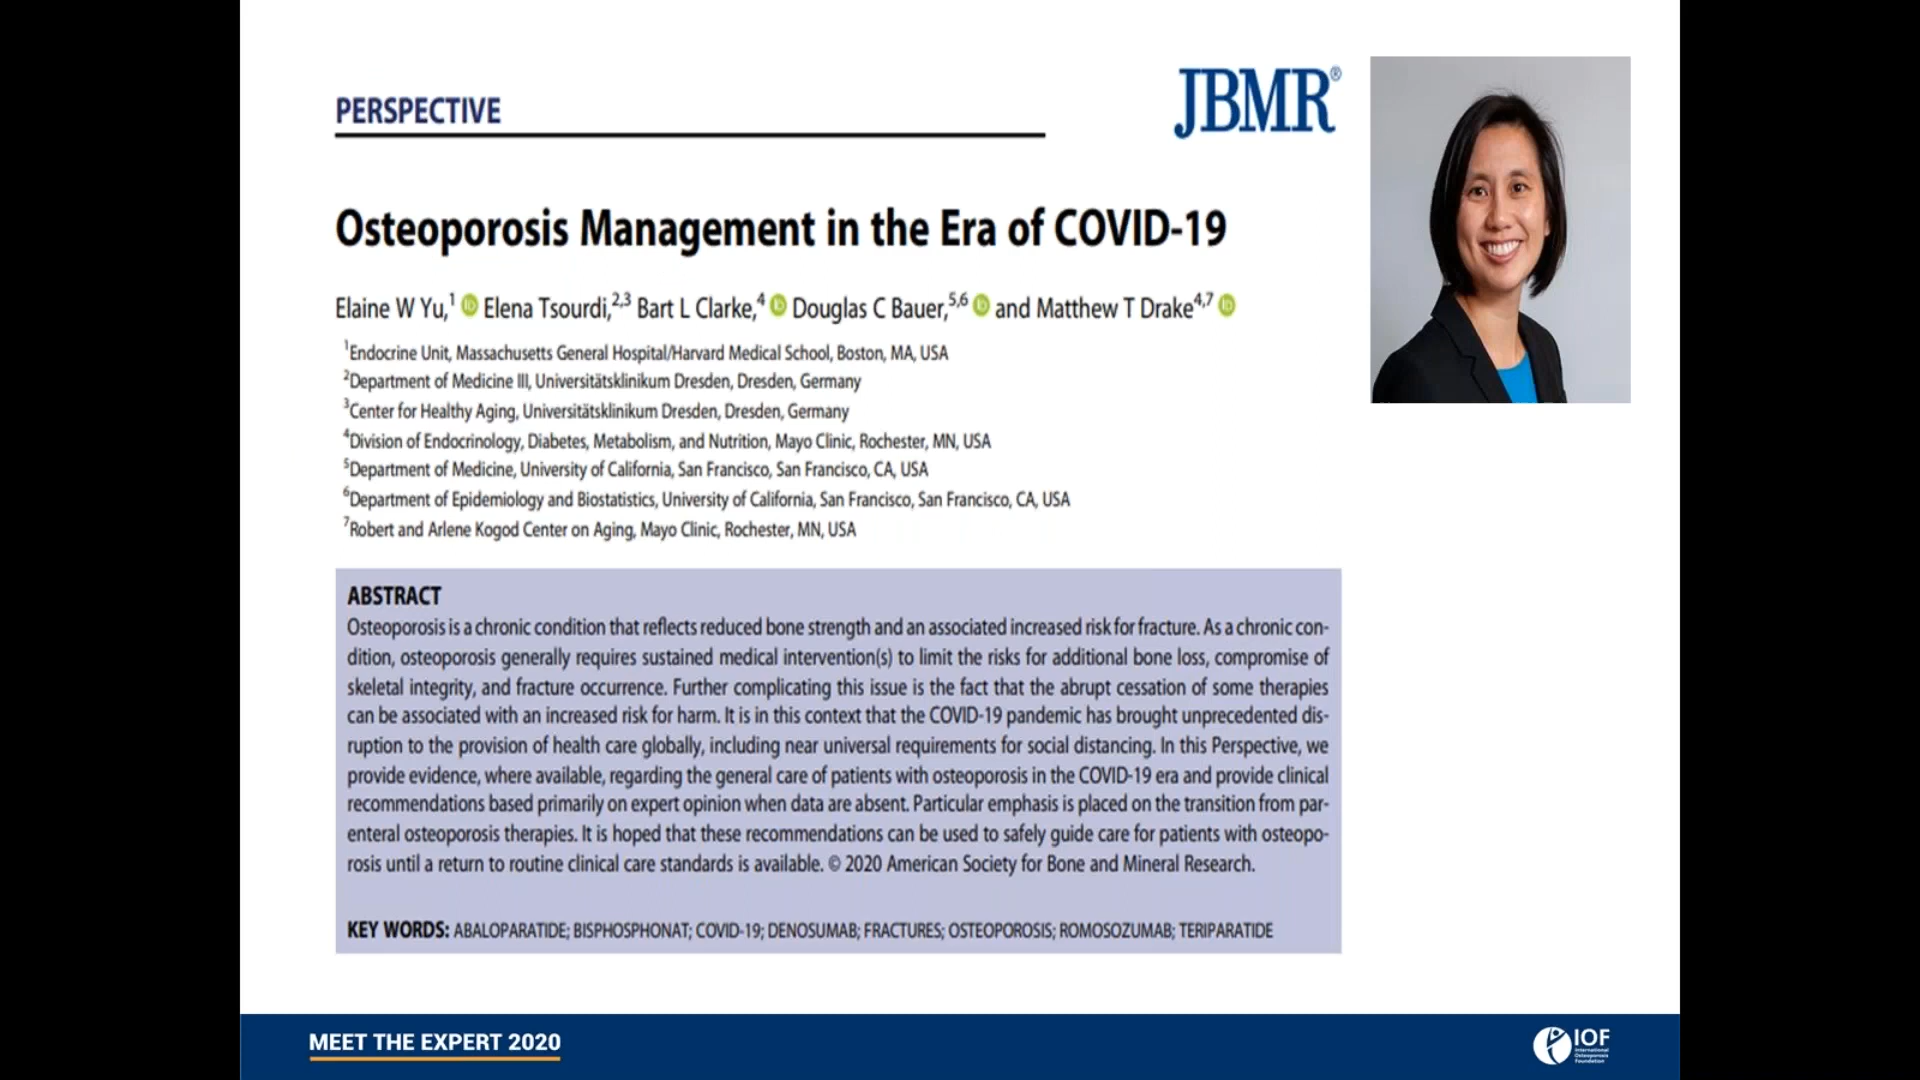 PERSPECTIVE
JBMR®
Osteoporosis Management in the Era of COVID-19
Elaine W Yu,1 iD Elena Tsourdi,2,3 Bart L Clarke,4 iD Douglas C Bauer,5,6 iD and Matthew T Drake4,7 iD
1Endocrine Unit, Massachusetts General Hospital/Harvard Medical School, Boston, MA, USA
2Department of Medicine III, Universitätsklinikum Dresden, Dresden, Germany
3Center for Healthy Aging, Universitätsklinikum Dresden, Dresden, Germany
4Division of Endocrinology, Diabetes, Metabolism, and Nutrition, Mayo Clinic, Rochester, MN, USA
5Department of Medicine, University of California, San Francisco, San Francisco, CA, USA
6Department of Epidemiology and Biostatistics, University of California, San Francisco, San Francisco, CA, USA
7Robert and Arlene Kogod Center on Aging, Mayo Clinic, Rochester, MN, USA
ABSTRACT
Osteoporosis is a chronic condition that reflects reduced bone strength and an associated increased risk for fracture. As a chronic con-
dition, osteoporosis generally requires sustained medical intervention(s) to limit the risks for additional bone loss, compromise of
skeletal integrity, and fracture occurrence. Further complicating this issue is the fact that the abrupt cessation of some therapies
can be associated with an increased risk for harm. It is in this context that the COVID-19 pandemic has brought unprecedented dis-
ruption to the provision of health care globally, including near universal requirements for social distancing. In this Perspective, we
provide evidence, where available, regarding the general care of patients with osteoporosis in the COVID-19 era and provide clinical
recommendations based primarily on expert opinion when data are absent. Particular emphasis is placed on the transition from par-
enteral osteoporosis therapies. It is hoped that these recommendations can be used to safely guide care for patients with osteopo-
rosis until a return to routine clinical care standards is available. © 2020 American Society for Bone and Mineral Research.
KEY WORDS: ABALOPARATIDE; BISPHOSPHONAT; COVID-19; DENOSUMAB; FRACTURES; OSTEOPOROSIS; ROMOSOZUMAB; TERIPARATIDE
MEET THE EXPERT 2020
IOF
International
Osteoporosis
Foundation